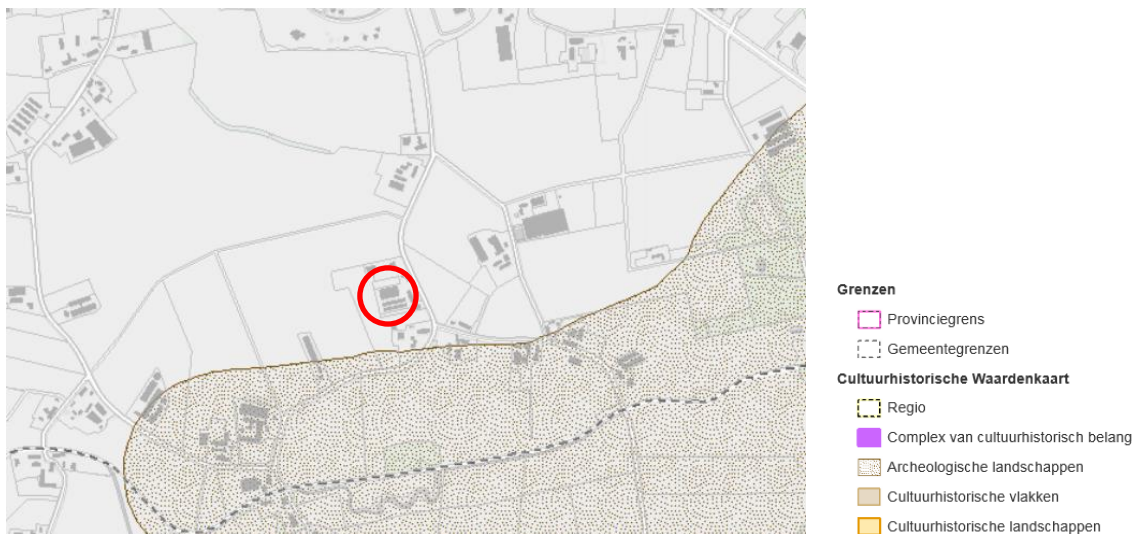 Grenzen
Provinciegrens
Gemeentegrenzen
Cultuurhistorische Waardenkaart
Regio
Complex van cultuurhistorisch belang
Archeologische landschappen
Cultuurhistorische vlakken
Cultuurhistorische landschappen